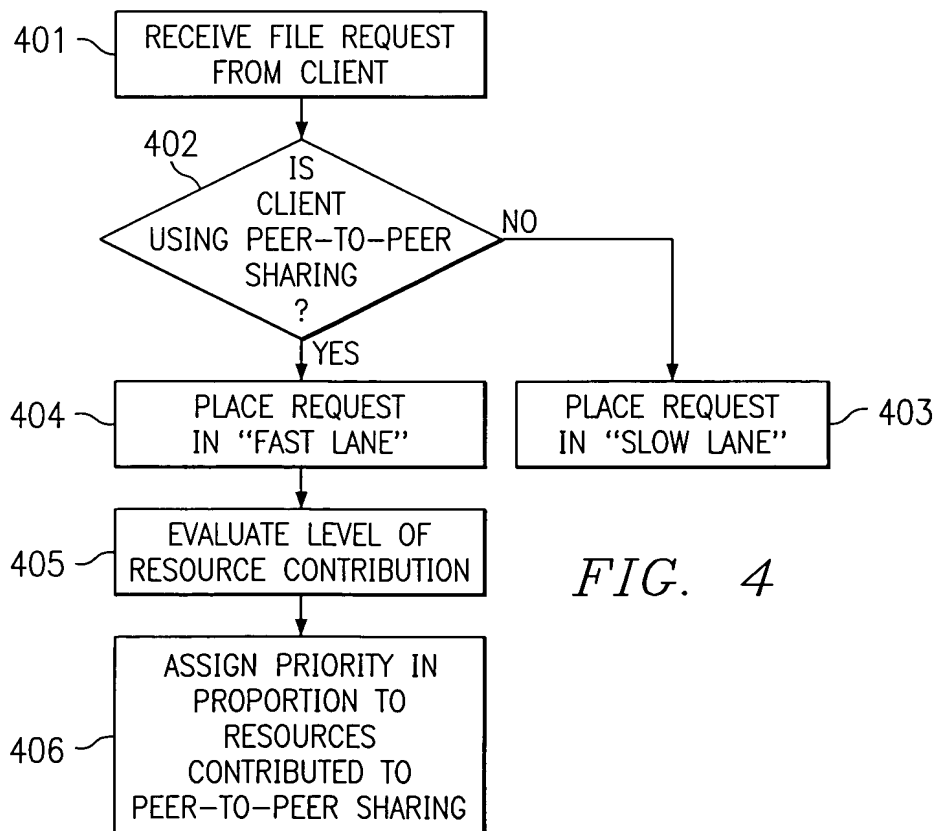 401
RECEIVE FILE REQUEST
FROM CLIENT
402
IS
CLIENT
USING PEER-TO-PEER
SHARING
?
NO
YES
404
PLACE REQUEST
IN “FAST LANE”
PLACE REQUEST
IN “SLOW LANE”
403
405
EVALUATE LEVEL OF
RESOURCE CONTRIBUTION
FIG. 4
406
ASSIGN PRIORITY IN
PROPORTION TO
RESOURCES
CONTRIBUTED TO
PEER-TO-PEER SHARING